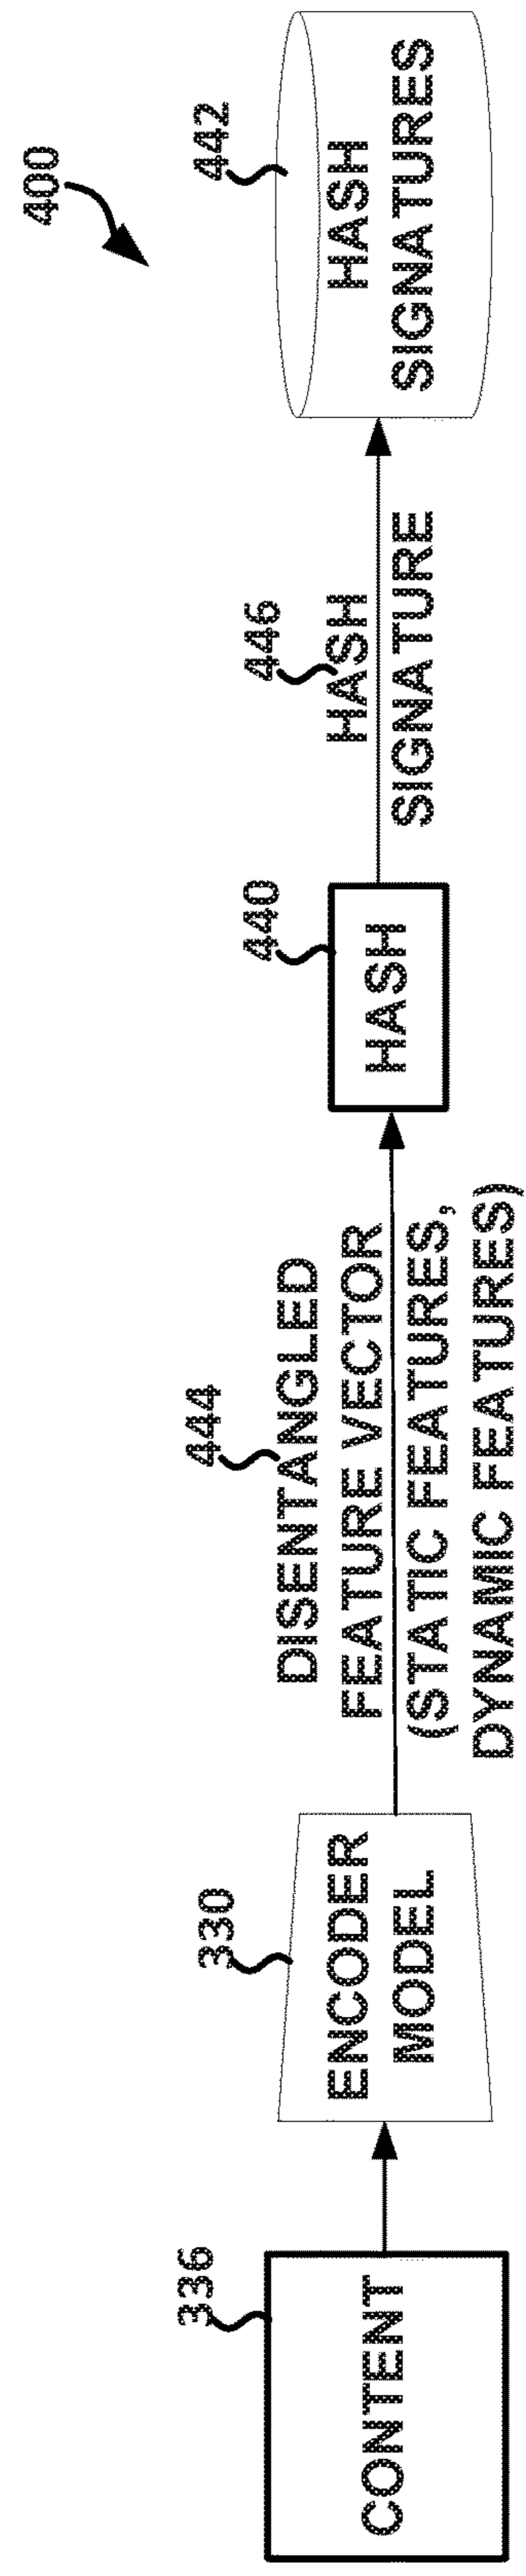 400
336
CONTENT
330
ENCODER
MODEL
444
DISENTANGLED
FEATURE VECTOR
(STATIC FEATURES,
DYNAMIC FEATURES)
440
HASH
446
HASH
SIGNATURE
442
HASH
SIGNATURES